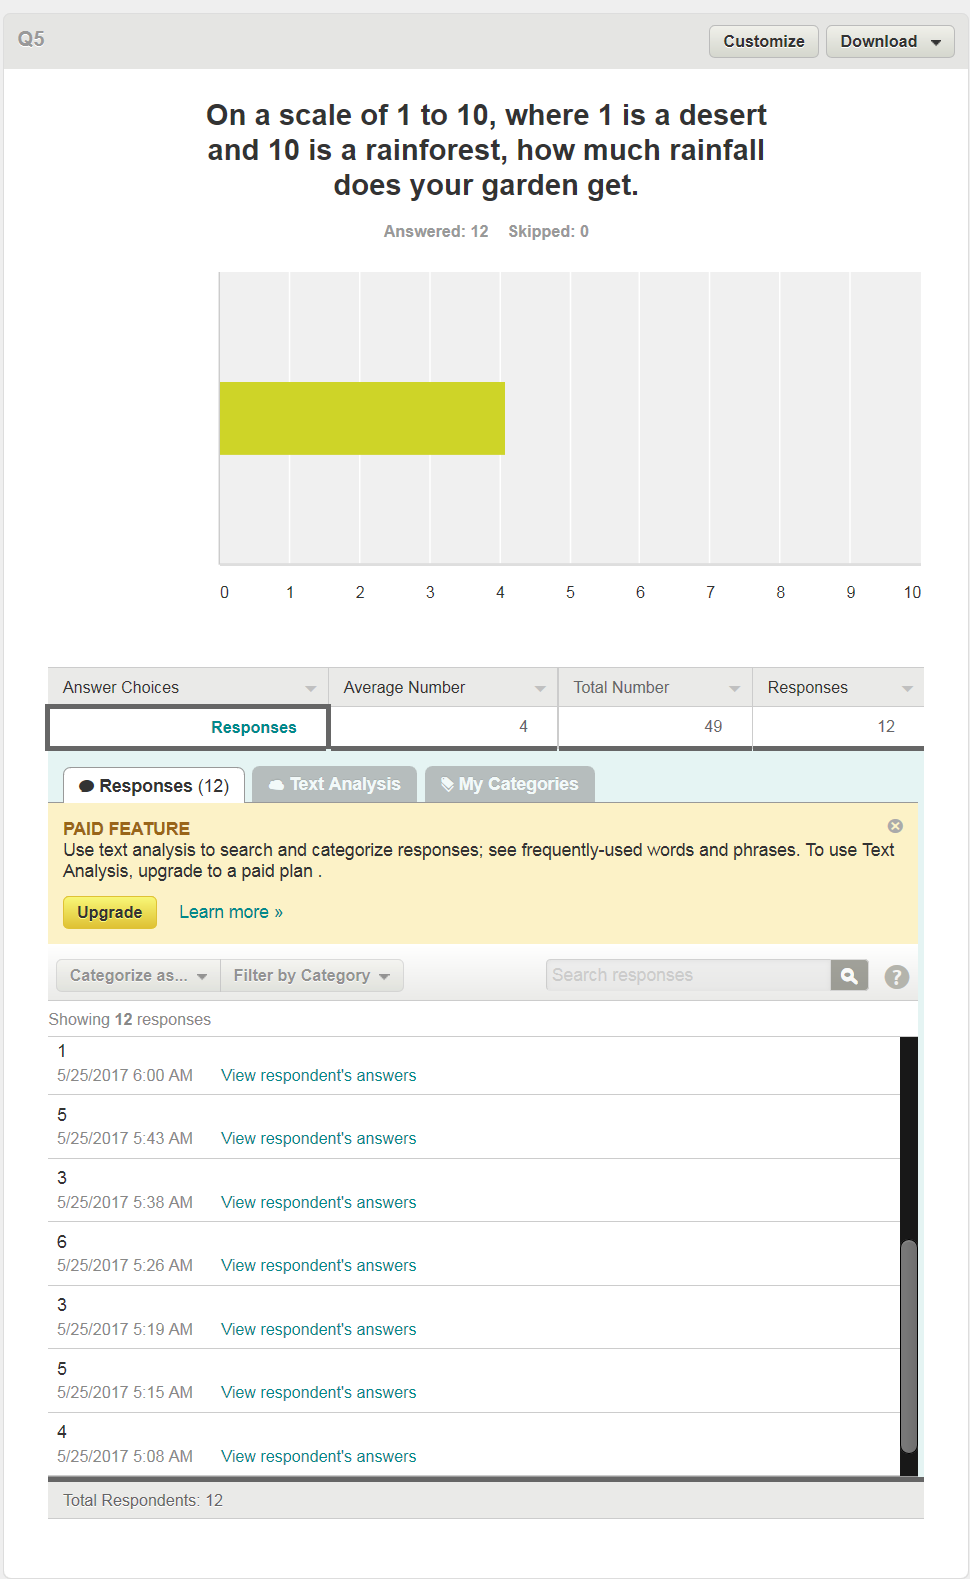 Q5
Customize
Download
On a scale of 1 to 10, where 1 is a desert
and 10 is a rainforest, how much rainfall
does your garden get.
Answered: 12 Skipped: 0
0 1 2 3 4 5 6 7 8 9 10
Answer Choices Average Number Total Number Responses
Responses 4 49 12
Responses (12) Text Analysis My Categories
PAID FEATURE
Use text analysis to search and categorize responses; see frequently-used words and phrases. To use Text
Analysis, upgrade to a paid plan .
Upgrade Learn more »
Categorize as... Filter by Category Search responses ?
Showing 12 responses
1
5/25/2017 6:00 AM View respondent's answers
5
5/25/2017 5:43 AM View respondent's answers
3
5/25/2017 5:38 AM View respondent's answers
6
5/25/2017 5:26 AM View respondent's answers
3
5/25/2017 5:19 AM View respondent's answers
5
5/25/2017 5:15 AM View respondent's answers
4
5/25/2017 5:08 AM View respondent's answers
Total Respondents: 12